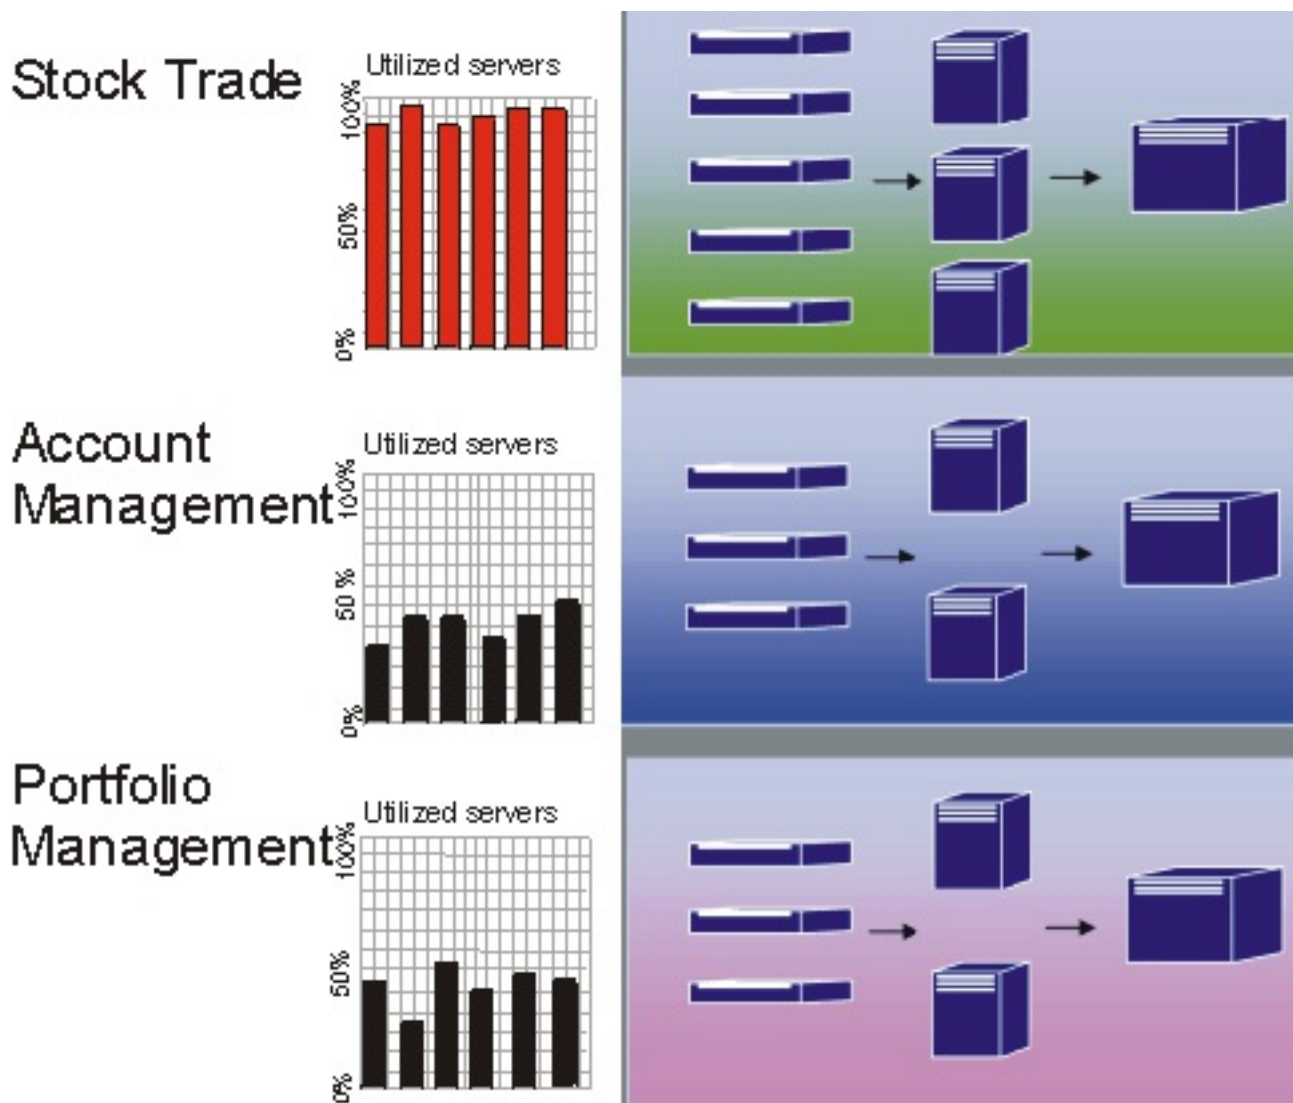 Stock Trade
Utilized servers
100%
50%
0%
Account
Management
Utilized servers
100%
50 %
0%
Portfolio
Management
Utilized servers
100%
50%
0%